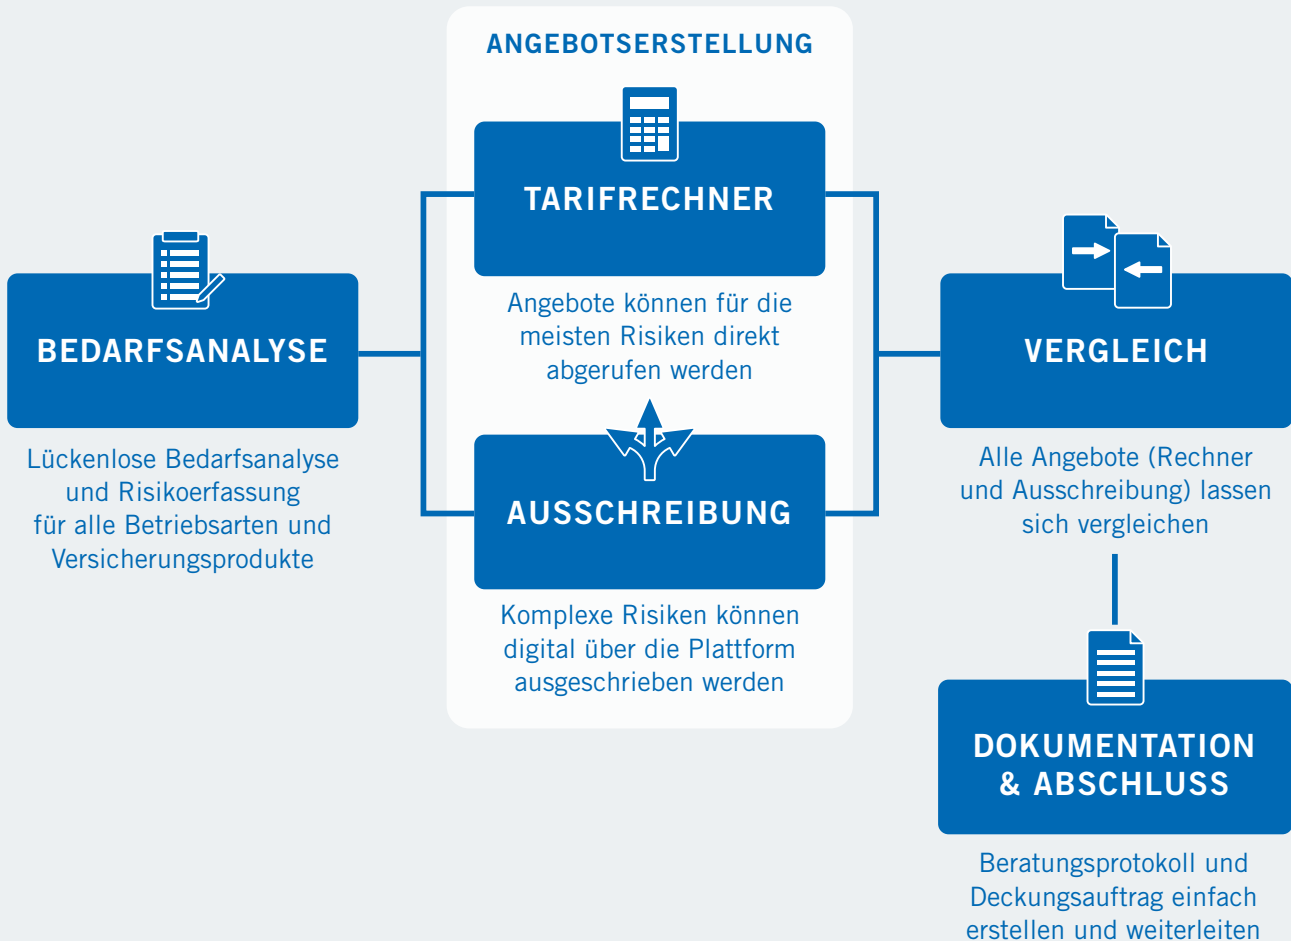 ANGEBOTSERSTELLUNG
TARIFRECHNER
Angebote können für die
meisten Risiken direkt
abgerufen werden
BEDARFSANALYSE
Lückenlose Bedarfsanalyse
und Risikoerfassung
für alle Betriebsarten und
Versicherungsprodukte
AUSSCHREIBUNG
Komplexe Risiken können
digital über die Plattform
ausgeschrieben werden
VERGLEICH
Alle Angebote (Rechner
und Ausschreibung) lassen
sich vergleichen
DOKUMENTATION
& ABSCHLUSS
Beratungsprotokoll und
Deckungsauftrag einfach
erstellen und weiterleiten